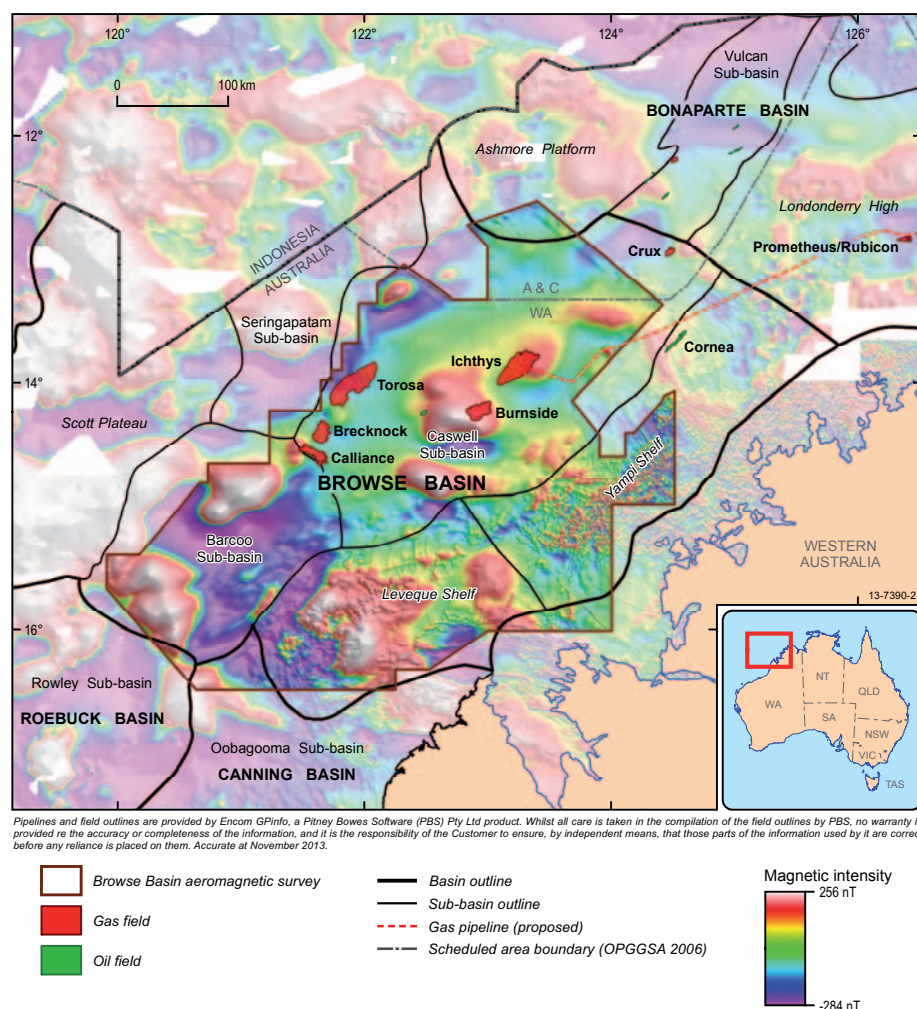 120°
122°
124°
126°
0
100 km
Vulcan
Sub-basin
BONAPARTE BASIN
12°
Ashmore Platform
Londonderry High
Crux
Prometheus/Rubicon
INDONESIA
AUSTRALIA
A & C
WA
Seringapatam
Sub-basin
Cornea
Ichthys
14°
Torosa
Burnside
Scott Plateau
Brecknock
Caswell
Sub-basin
Calliance
Yampi Shelf
BROWSE BASIN
Barcoo
Sub-basin
WESTERN
AUSTRALIA
Leveque Shelf
13-7390-2
16°
Rowley Sub-basin
ROEBUCK BASIN
Oobagooma Sub-basin
CANNING BASIN
NT
QLD
WA
SA
NSW
VIC
TAS
Pipelines and field outlines are provided by Encom GPinfo, a Pitney Bowes Software (PBS) Pty Ltd product. Whilst all care is taken in the compilation of the field outlines by PBS, no warranty
provided re the accuracy or completeness of the information, and it is the responsibility of the Customer to ensure, by independent means, that those parts of the information used by it are
before any reliance is placed on them. Accurate at November 2013.
Browse Basin aeromagnetic survey
Gas field
Oil field
Basin outline
Sub-basin outline
Gas pipeline (proposed)
Scheduled area boundary (OPGGSA 2006)
Magnetic intensity
256 nT
-284 nT